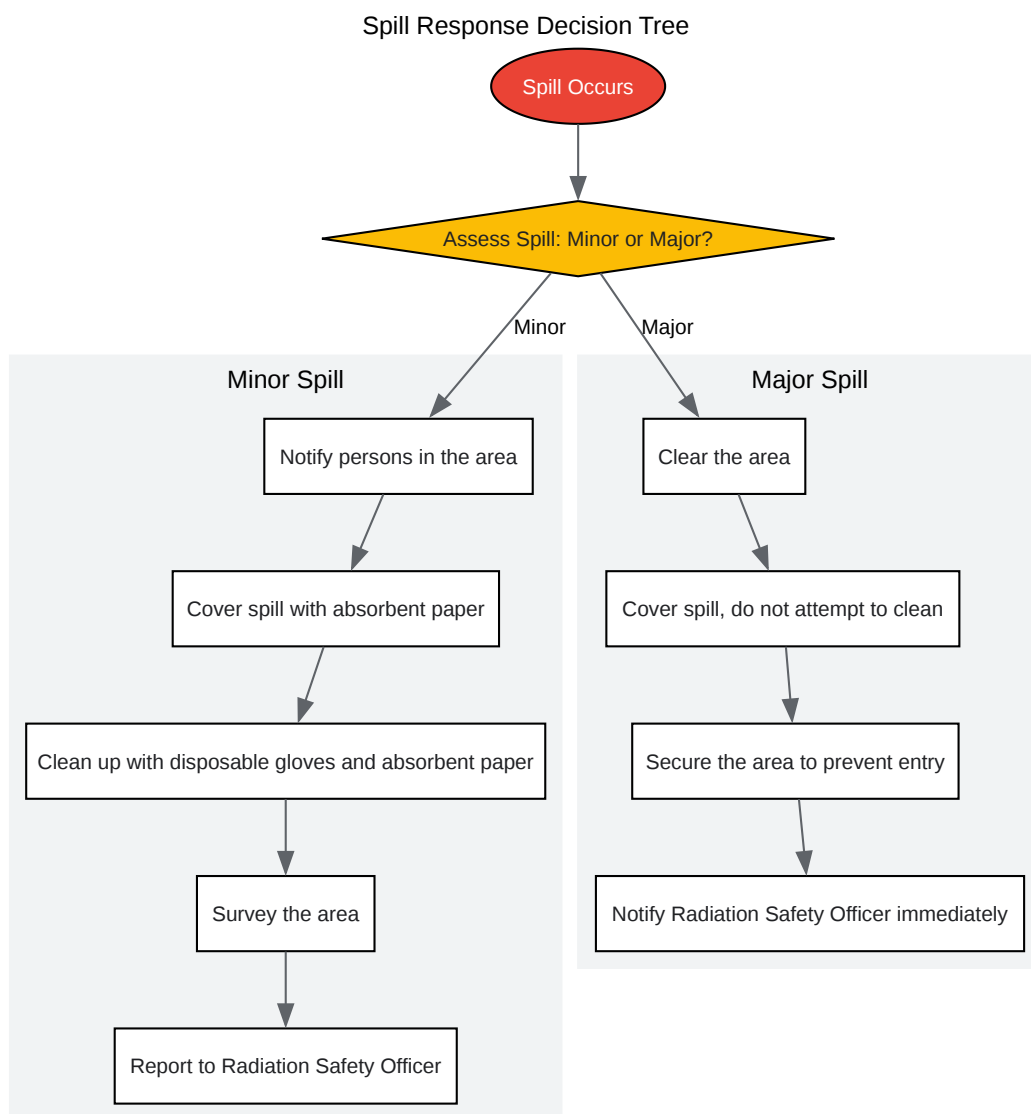 Spill Response Decision Tree
Spill Occurs
Assess Spill: Minor or Major?
Minor
Major
Minor Spill
Notify persons in the area
Cover spill with absorbent paper
Clean up with disposable gloves and absorbent paper
Survey the area
Report to Radiation Safety Officer
Major Spill
Clear the area
Cover spill, do not attempt to clean
Secure the area to prevent entry
Notify Radiation Safety Officer immediately